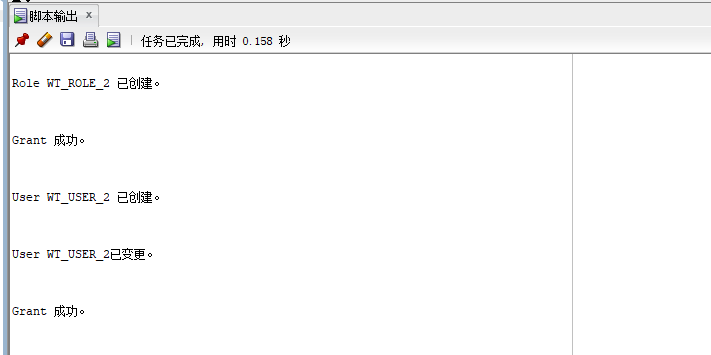 脚本输出 x
任务已完成, 用时 0.158 秒
Role WT_ROLE_2 已创建。
Grant 成功。
User WT_USER_2 已创建。
User WT_USER_2已变更。
Grant 成功。